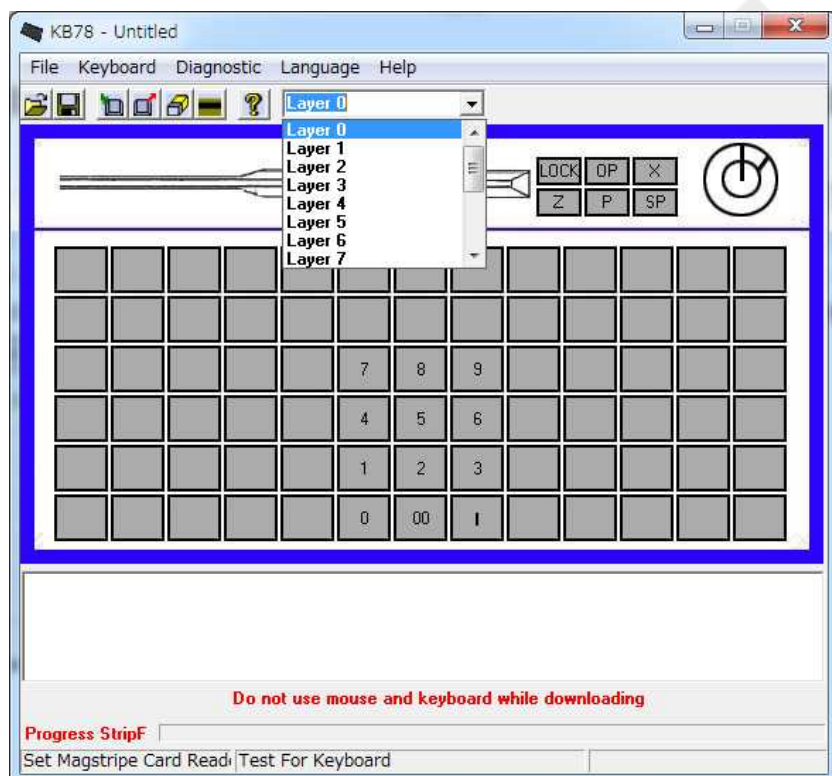 KB78 - Untitled
File Keyboard Diagnostic Language Help
Layer 0
Layer 0
Layer 1
Layer 2
Layer 3
Layer 4
Layer 5
Layer 6
Layer 7
LOCK OP X
Z P SP
7 8 9
4 5 6
1 2 3
0 00 .
Do not use mouse and keyboard while downloading
Progress StripF
Set Magstripe Card Read Test For Keyboard